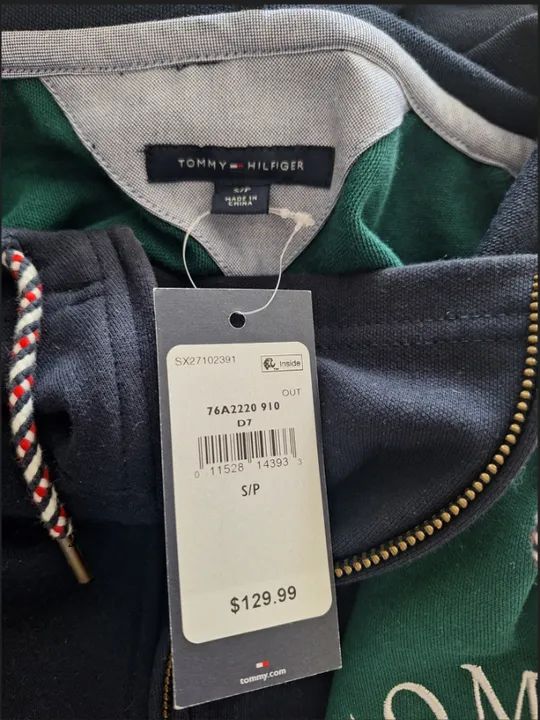 TOMMY HILFIGER
S/P
MADE IN
CHINA
SX27102391
Inside
OUT
76A2220 910
D7
0 11528 14393 3
S/P
$129.99
tommy.com
OM